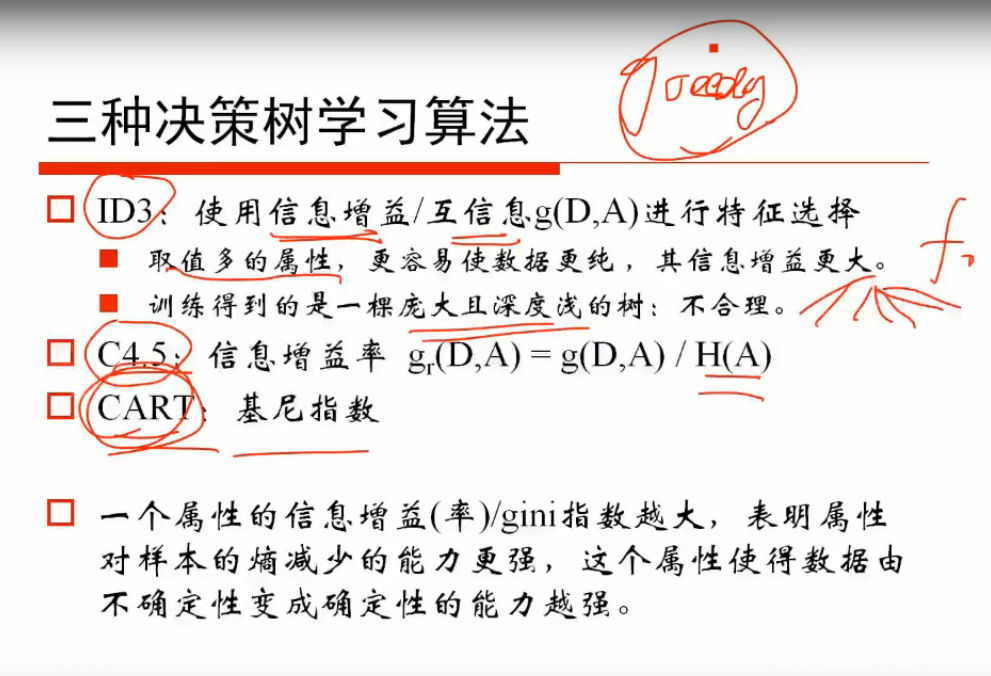 greedy
三种决策树学习算法
ID3：使用信息增益/互信息g(D,A)进行特征选择
取值多的属性，更容易使数据更纯，其信息增益更大。
训练得到的是一棵庞大且深度浅的树：不合理。
C4.5：信息增益率 gr(D,A) = g(D,A) / H(A)
CART：基尼指数
一个属性的信息增益(率)/gini指数越大，表明属性
对样本的熵减少的能力更强，这个属性使得数据由
不确定性变成确定性的能力越强。